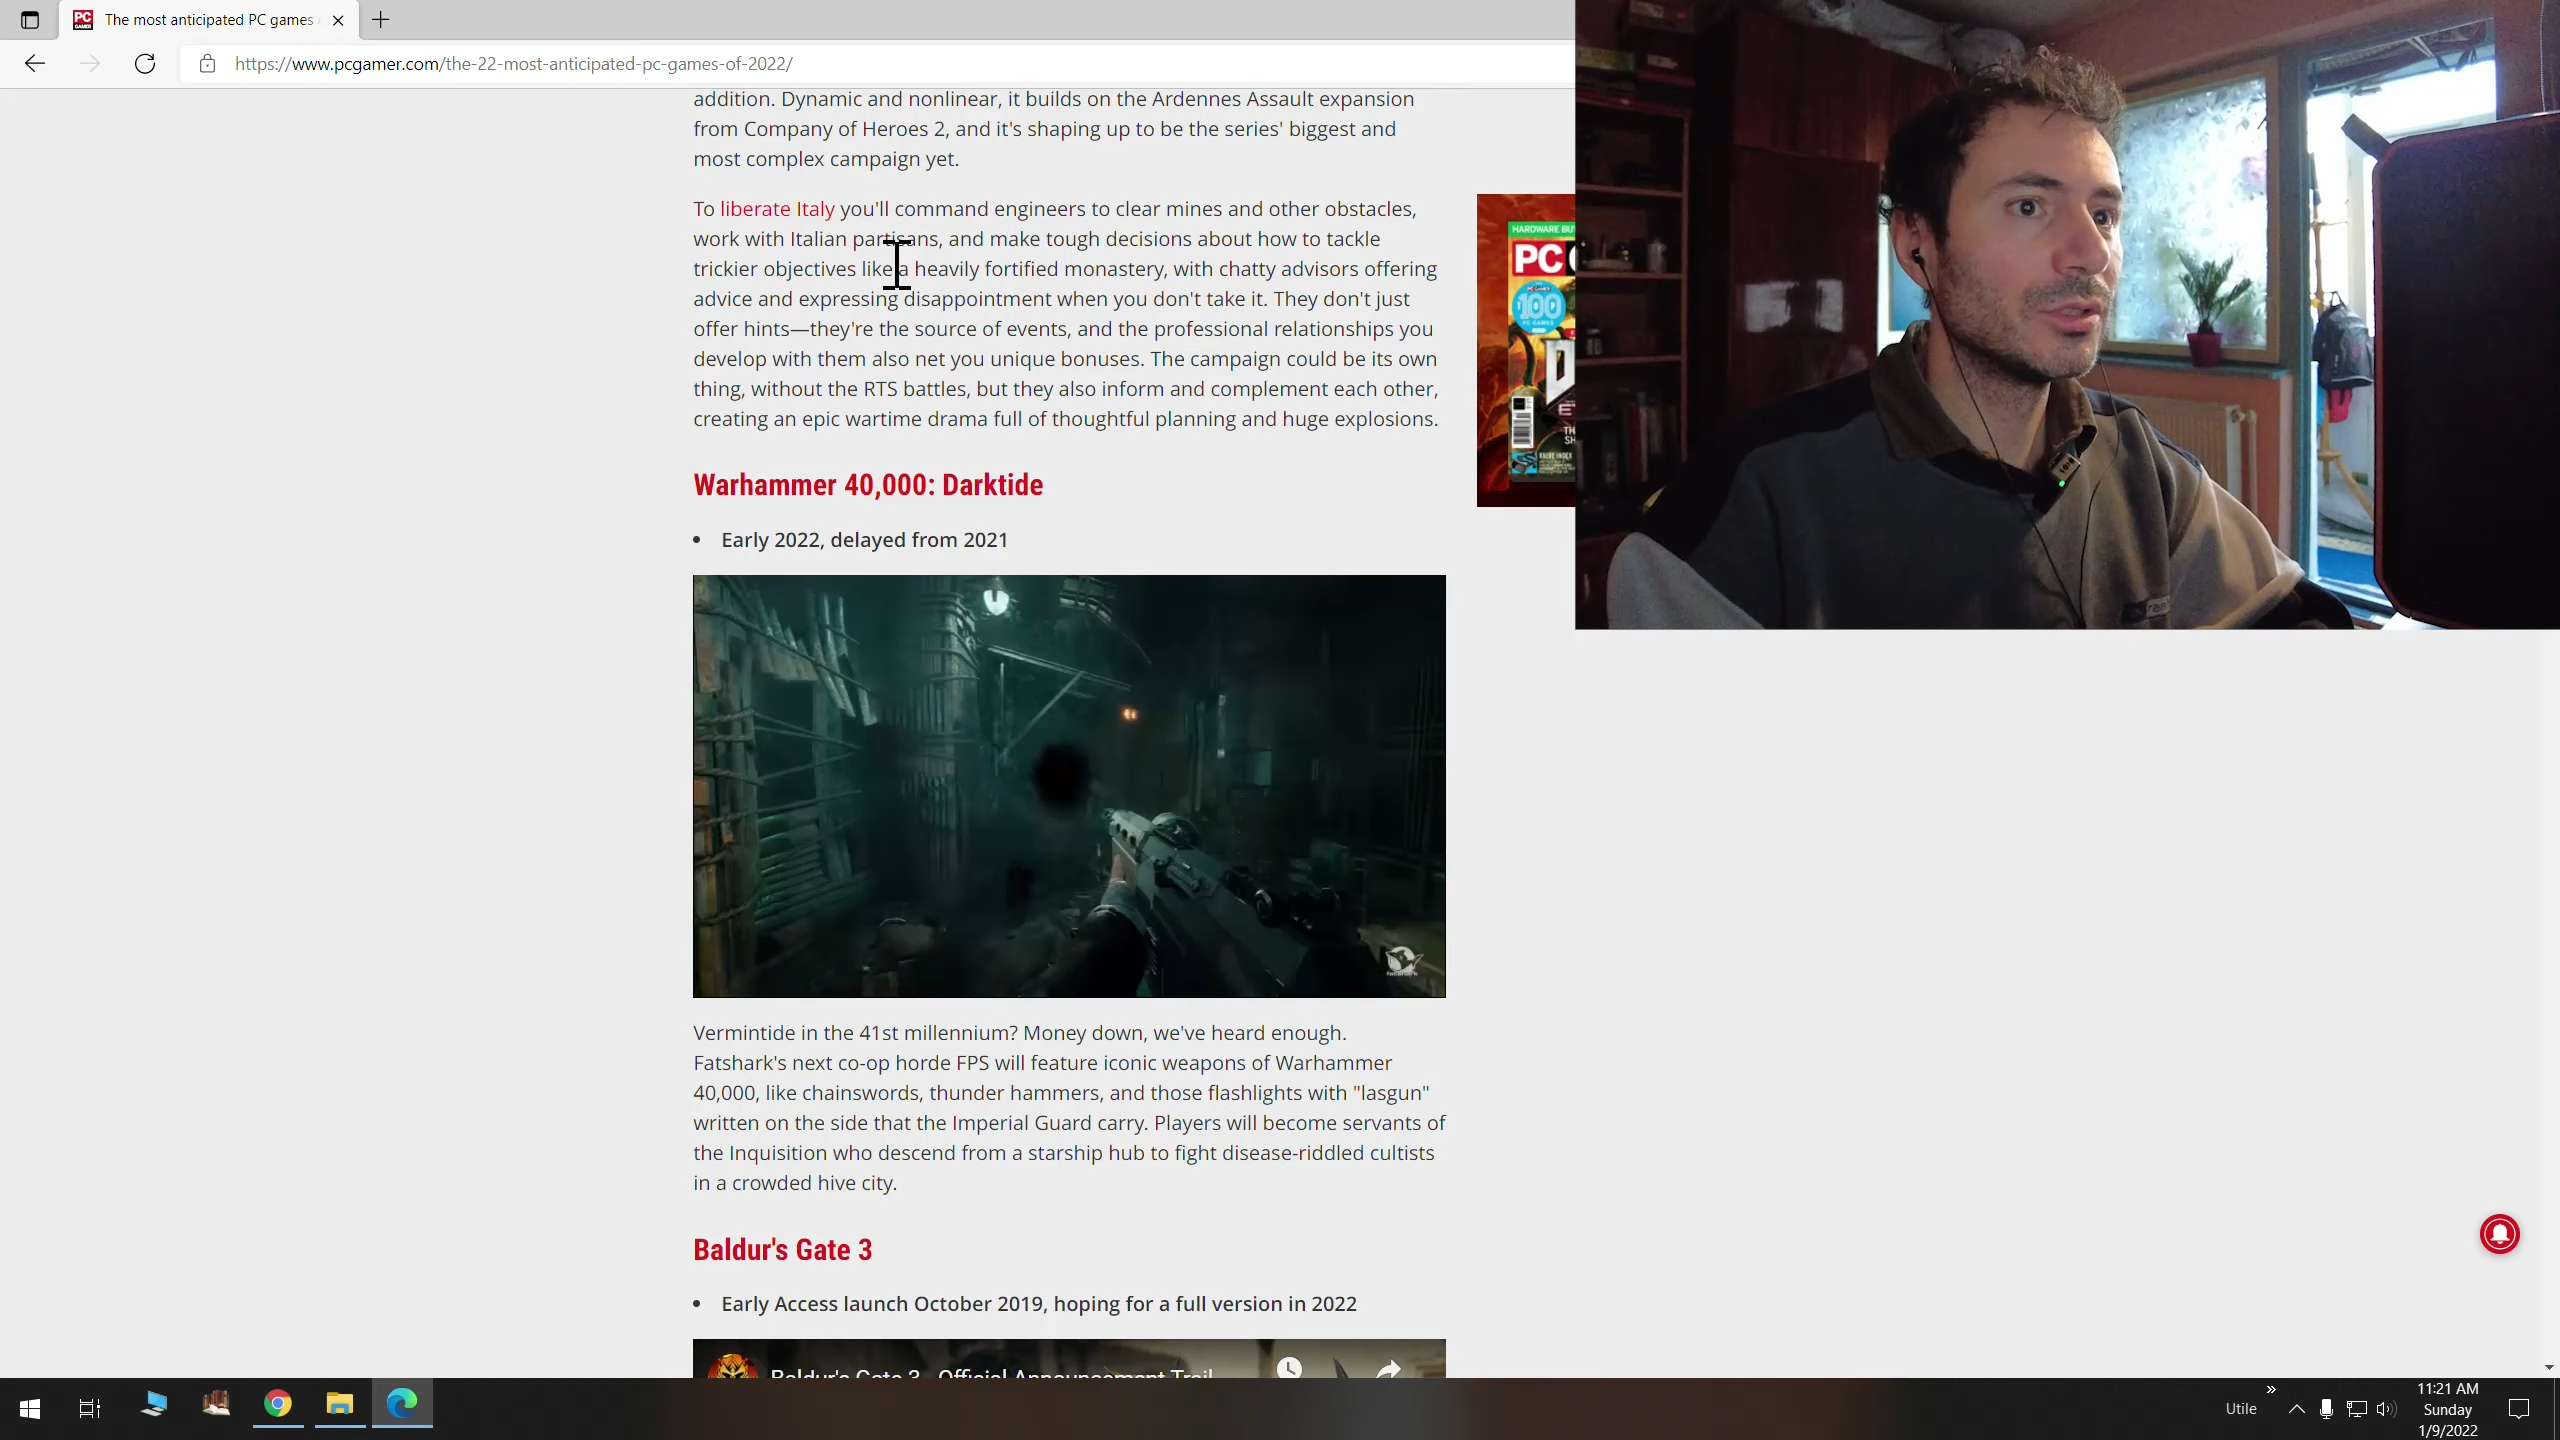 The most anticipated PC games
https://www.pcgamer.com/the-22-most-anticipated-pc-games-of-2022/
addition. Dynamic and nonlinear, it builds on the Ardennes Assault expansion
from Company of Heroes 2, and it's shaping up to be the series' biggest and
most complex campaign yet.
To liberate Italy you'll command engineers to clear mines and other obstacles,
work with Italian partisans, and make tough decisions about how to tackle
trickier objectives like a heavily fortified monastery, with chatty advisors offering
advice and expressing disappointment when you don't take it. They don't just
offer hints—they're the source of events, and the professional relationships you
develop with them also net you unique bonuses. The campaign could be its own
thing, without the RTS battles, but they also inform and complement each other,
creating an epic wartime drama full of thoughtful planning and huge explosions.
HARDWARE BU
PC
100
PC GAMES
Warhammer 40,000: Darktide
Early 2022, delayed from 2021
Vermintide in the 41st millennium? Money down, we've heard enough.
Fatshark's next co-op horde FPS will feature iconic weapons of Warhammer
40,000, like chainswords, thunder hammers, and those flashlights with "lasgun"
written on the side that the Imperial Guard carry. Players will become servants of
the Inquisition who descend from a starship hub to fight disease-riddled cultists
in a crowded hive city.
Baldur's Gate 3
Early Access launch October 2019, hoping for a full version in 2022
Baldur's Gate 3 - Official Announcement Trail
Utile
11:21 AM
Sunday
1/9/2022